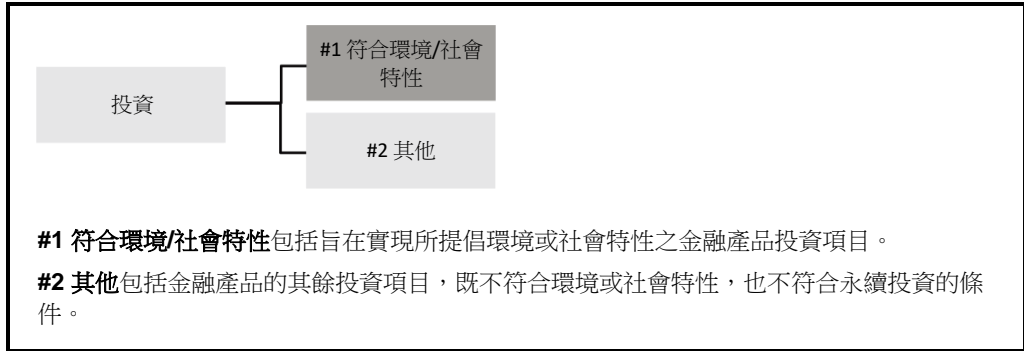 #1 符合環境/社會
特性
投資
#2 其他
#1 符合環境/社會特性包括旨在實現所提倡環境或社會特性之金融產品投資項目。
#2 其他包括金融產品的其餘投資項目，既不符合環境或社會特性，也不符合永續投資的條
件。